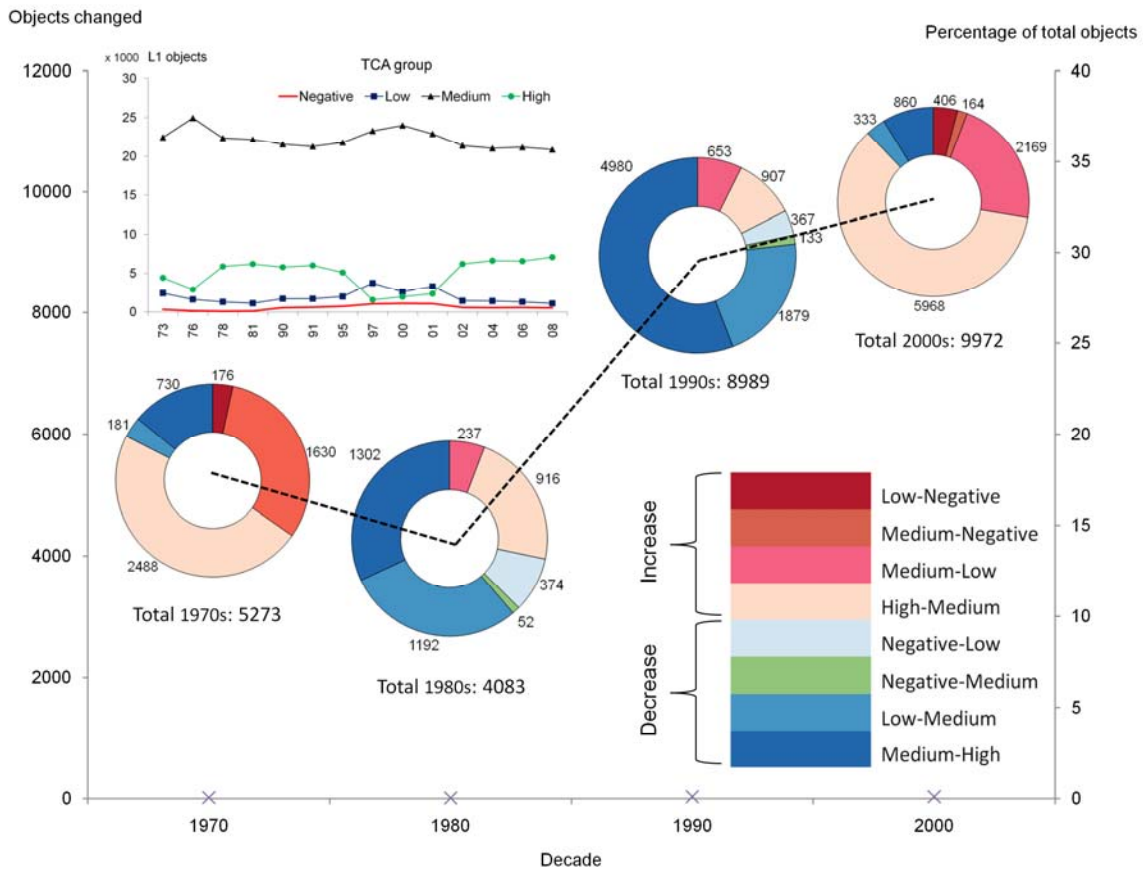 Objects changed
Percentage of total objects
12000
10000
8000
6000
4000
2000
0
40
35
30
25
20
15
10
5
0
x 1000 L1 objects
TCA group
Negative Low Medium High
30
25
20
15
10
5
0
73 76 78 81 90 91 95 97 00 01 02 04 06 08
730 176
181
1630
2488
Total 1970s: 5273
1302 237
916
374
52
1192
Total 1980s: 4083
4980 653
907
367
133
1879
Total 1990s: 8989
333 860 406 164
2169
5968
Total 2000s: 9972
Increase
Low-Negative
Medium-Negative
Medium-Low
High-Medium
Decrease
Negative-Low
Negative-Medium
Low-Medium
Medium-High
1970 1980 1990 2000
Decade